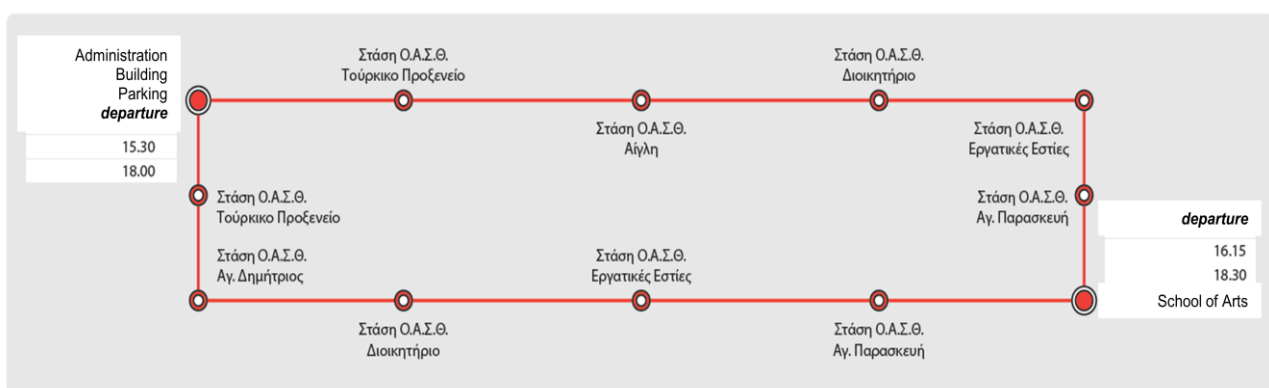 Administration
Building
Parking
departure
15.30
18.00
Στάση Ο.Α.Σ.Θ.
Τούρκικο Προξενείο
Στάση Ο.Α.Σ.Θ.
Αίγλη
Στάση Ο.Α.Σ.Θ.
Διοικητήριο
Στάση Ο.Α.Σ.Θ.
Εργατικές Εστίες
Στάση Ο.Α.Σ.Θ.
Αγ. Παρασκευή
departure
16.15
18.30
School of Arts
Στάση Ο.Α.Σ.Θ.
Τούρκικο Προξενείο
Στάση Ο.Α.Σ.Θ.
Αγ. Δημήτριος
Στάση Ο.Α.Σ.Θ.
Διοικητήριο
Στάση Ο.Α.Σ.Θ.
Εργατικές Εστίες
Στάση Ο.Α.Σ.Θ.
Αγ. Παρασκευή